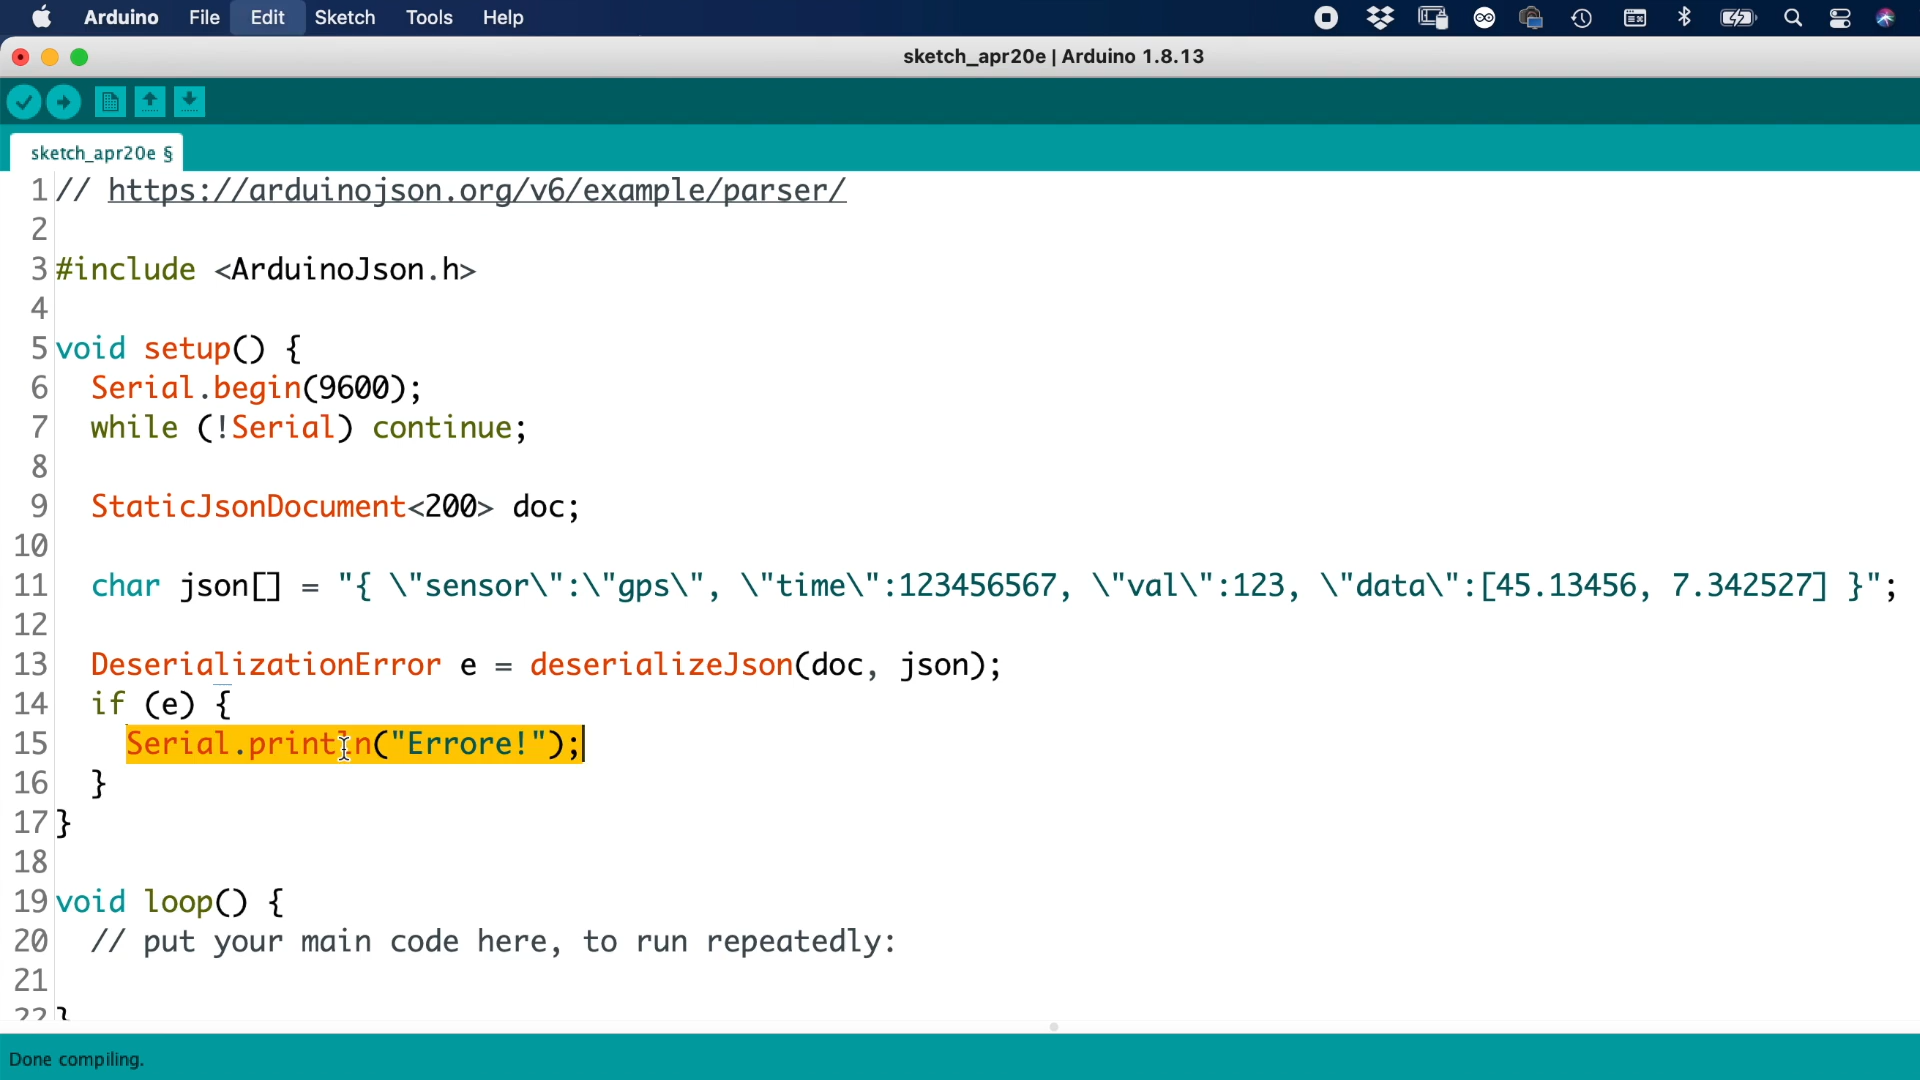 Arduino File Edit Sketch Tools Help
sketch_apr20e | Arduino 1.8.13
sketch_apr20e §
1 // https://arduinojson.org/v6/example/parser/
2
3 #include <ArduinoJson.h>
4
5 void setup() {
6 Serial.begin(9600);
7 while (!Serial) continue;
8
9 StaticJsonDocument<200> doc;
10
11 char json[] = "{ \"sensor\":\"gps\", \"time\":123456567, \"val\":123, \"data\":[45.13456, 7.342527] }";
12
13 DeserializationError e = deserializeJson(doc, json);
14 if (e) {
15 Serial.println("Errore!");
16 }
17 }
18
19 void loop() {
20 // put your main code here, to run repeatedly:
21
22 }
Done compiling.